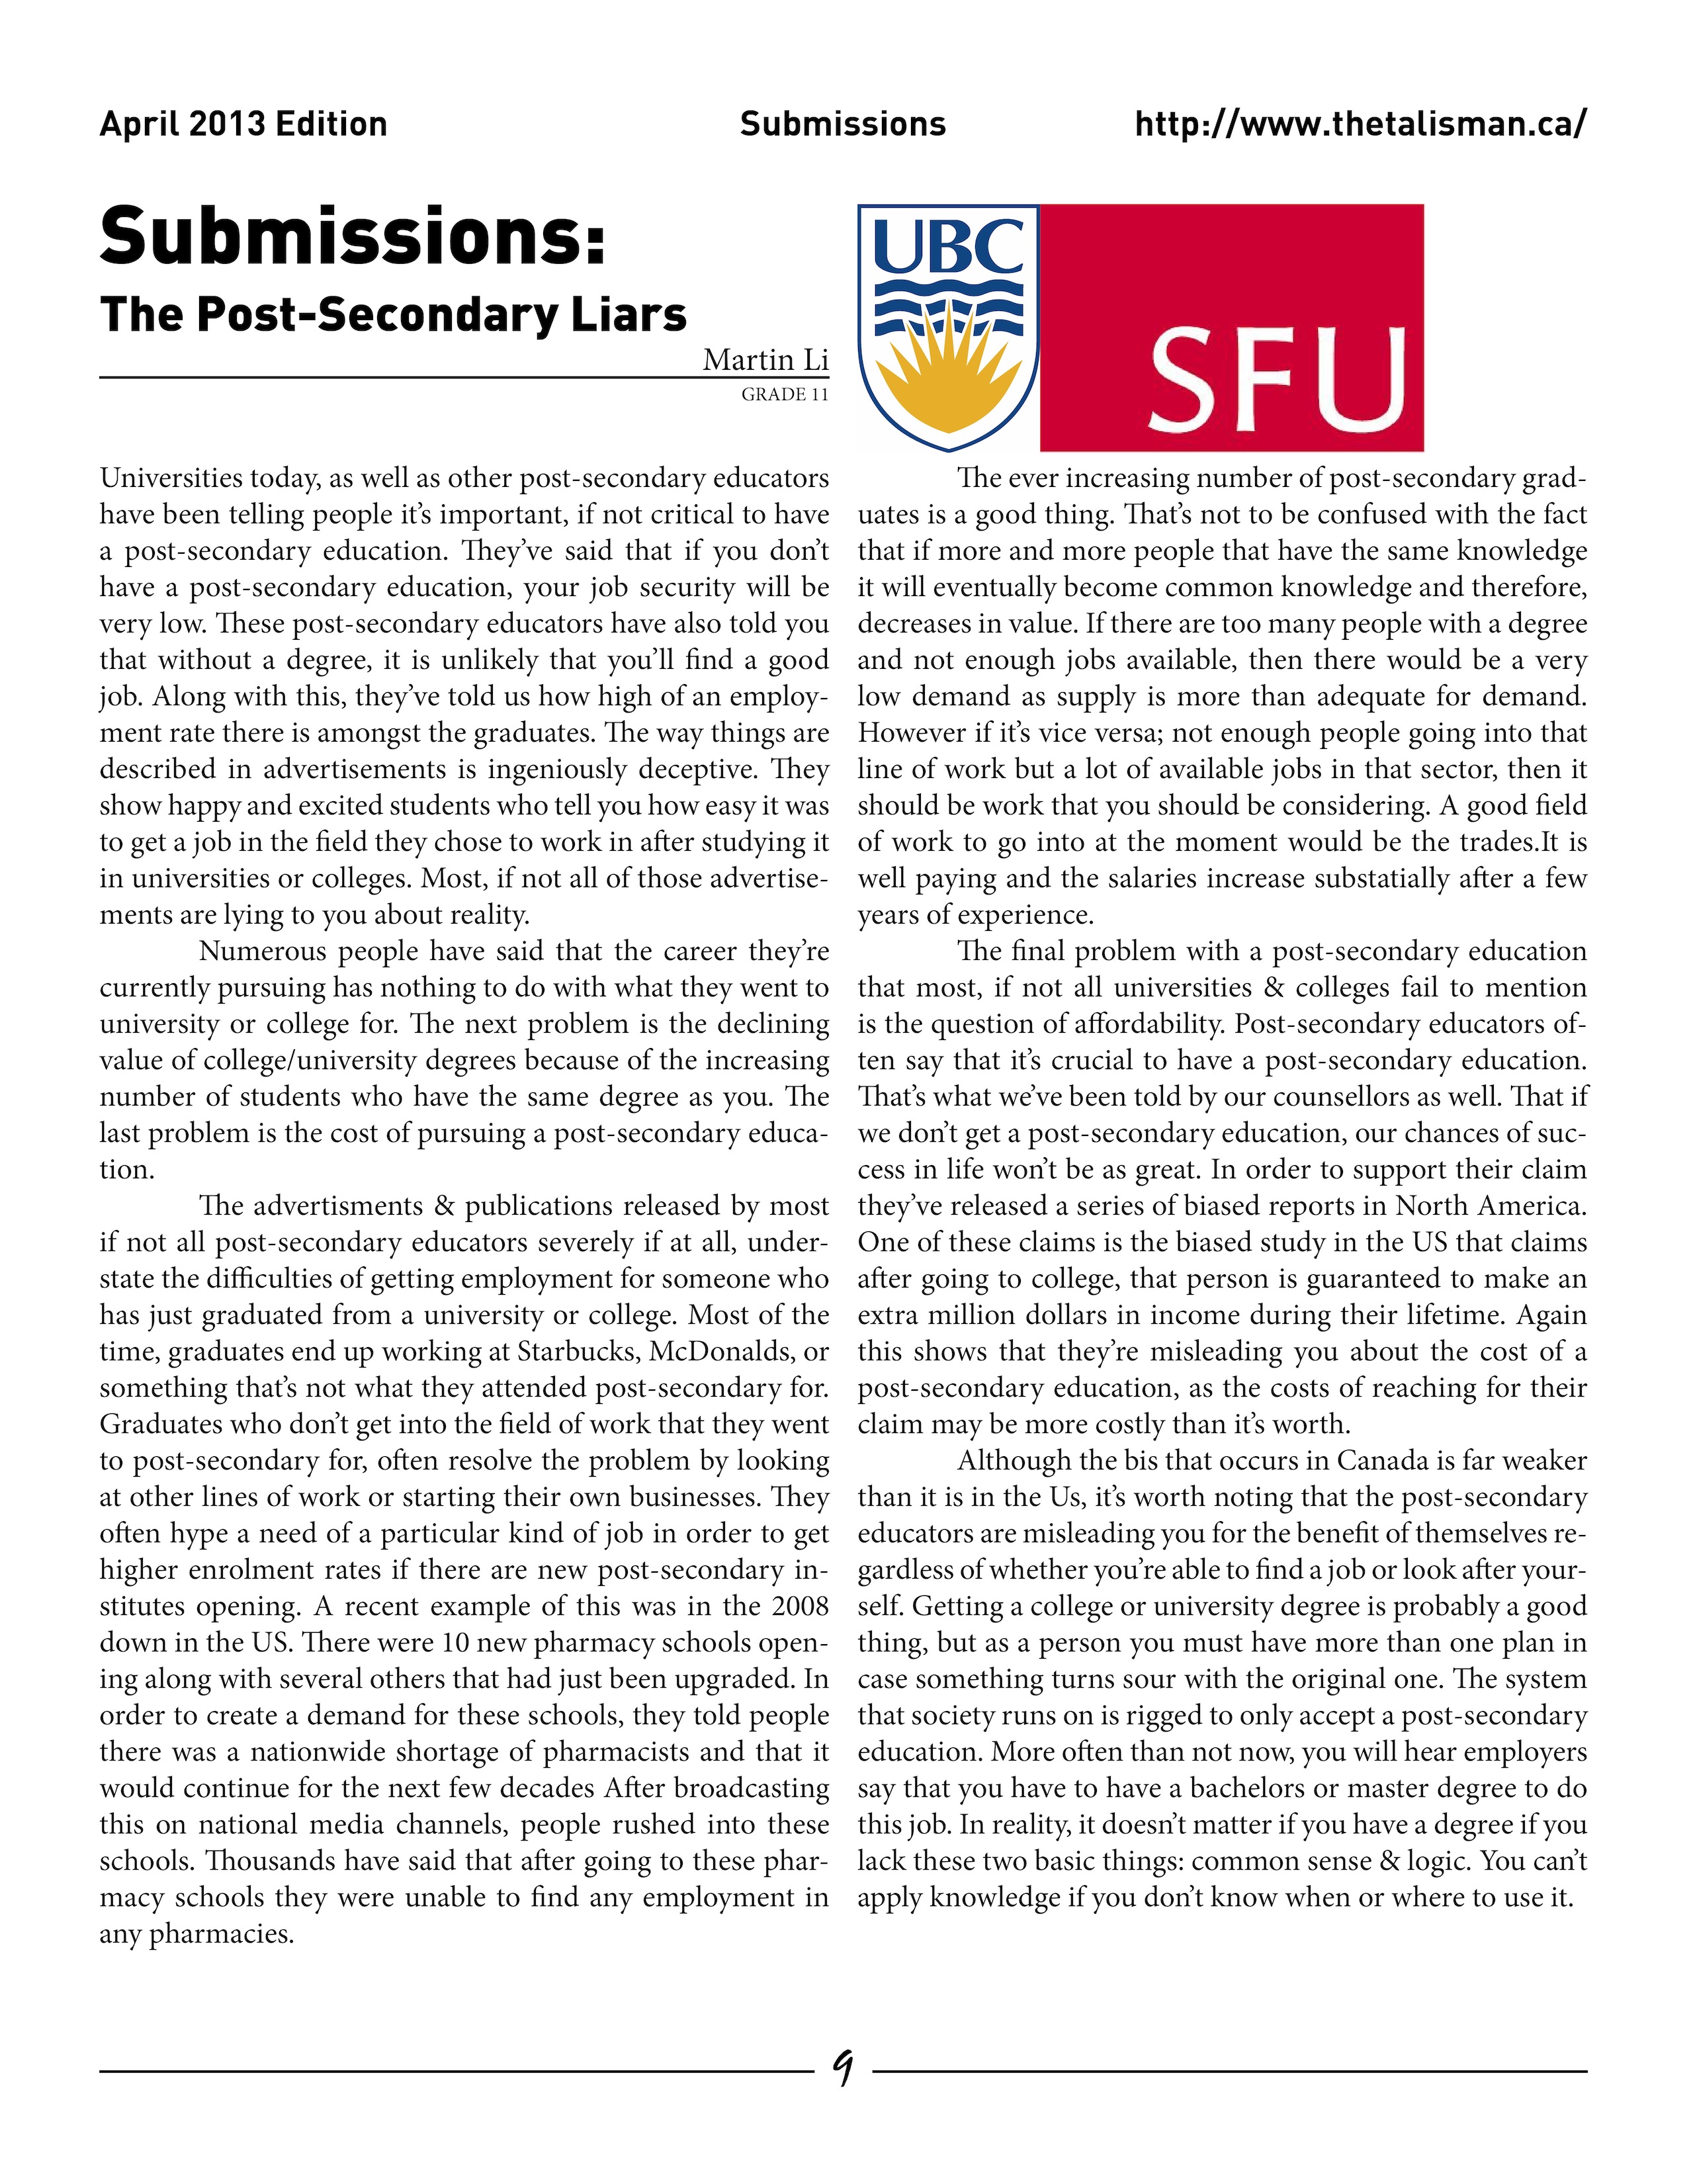 April 2013 Edition
Submissions
http://www.thetalisman.ca/
Submissions:
The Post-Secondary Liars
Martin Li
GRADE 11
UBC
SFU
Universities today, as well as other post-secondary educators
have been telling people it's important, if not critical to have
a post-secondary education. They've said that if you don't
have a post-secondary education, your job security will be
very low. These post-secondary educators have also told you
that without a degree, it is unlikely that you'll find a good
job. Along with this, they've told us how high of an employ-
ment rate there is amongst the graduates. The way things are
described in advertisements is ingeniously deceptive. They
show happy and excited students who tell you how easy it was
to get a job in the field they chose to work in after studying it
in universities or colleges. Most, if not all of those advertise-
ments are lying to you about reality.
Numerous people have said that the career they're
currently pursuing has nothing to do with what they went to
university or college for. The next problem is the declining
value of college/university degrees because of the increasing
number of students who have the same degree as you. The
last problem is the cost of pursuing a post-secondary educa-
tion.
The advertisments & publications released by most
if not all post-secondary educators severely if at all, under-
state the difficulties of getting employment for someone who
has just graduated from a university or college. Most of the
time, graduates end up working at Starbucks, McDonalds, or
something that's not what they attended post-secondary for.
Graduates who don't get into the field of work that they went
to post-secondary for, often resolve the problem by looking
at other lines of work or starting their own businesses. They
often hype a need of a particular kind of job in order to get
higher enrolment rates if there are new post-secondary in-
stitutes opening. A recent example of this was in the 2008
down in the US. There were 10 new pharmacy schools open-
ing along with several others that had just been upgraded. In
order to create a demand for these schools, they told people
there was a nationwide shortage of pharmacists and that it
would continue for the next few decades After broadcasting
this on national media channels, people rushed into these
schools. Thousands have said that after going to these phar-
macy schools they were unable to find any employment in
any pharmacies.
The ever increasing number of post-secondary grad-
uates is a good thing. That's not to be confused with the fact
that if more and more people that have the same knowledge
it will eventually become common knowledge and therefore,
decreases in value. If there are too many people with a degree
and not enough jobs available, then there would be a very
low demand as supply is more than adequate for demand.
However if it's vice versa; not enough people going into that
line of work but a lot of available jobs in that sector, then it
should be work that you should be considering. A good field
of work to go into at the moment would be the trades.It is
well paying and the salaries increase substatially after a few
years of experience.
The final problem with a post-secondary education
that most, if not all universities & colleges fail to mention
is the question of affordability. Post-secondary educators of-
ten say that it's crucial to have a post-secondary education.
That's what we've been told by our counsellors as well. That if
we don't get a post-secondary education, our chances of suc-
cess in life won't be as great. In order to support their claim
they've released a series of biased reports in North America.
One of these claims is the biased study in the US that claims
after going to college, that person is guaranteed to make an
extra million dollars in income during their lifetime. Again
this shows that they're misleading you about the cost of a
post-secondary education, as the costs of reaching for their
claim may be more costly than it's worth.
Although the bis that occurs in Canada is far weaker
than it is in the Us, it's worth noting that the post-secondary
educators are misleading you for the benefit of themselves re-
gardless of whether you're able to find a job or look after your-
self. Getting a college or university degree is probably a good
thing, but as a person you must have more than one plan in
case something turns sour with the original one. The system
that society runs on is rigged to only accept a post-secondary
education. More often than not now, you will hear employers
say that you have to have a bachelors or master degree to do
this job. In reality, it doesn't matter if you have a degree if you
lack these two basic things: common sense & logic. You can't
apply knowledge if you don't know when or where to use it.
9